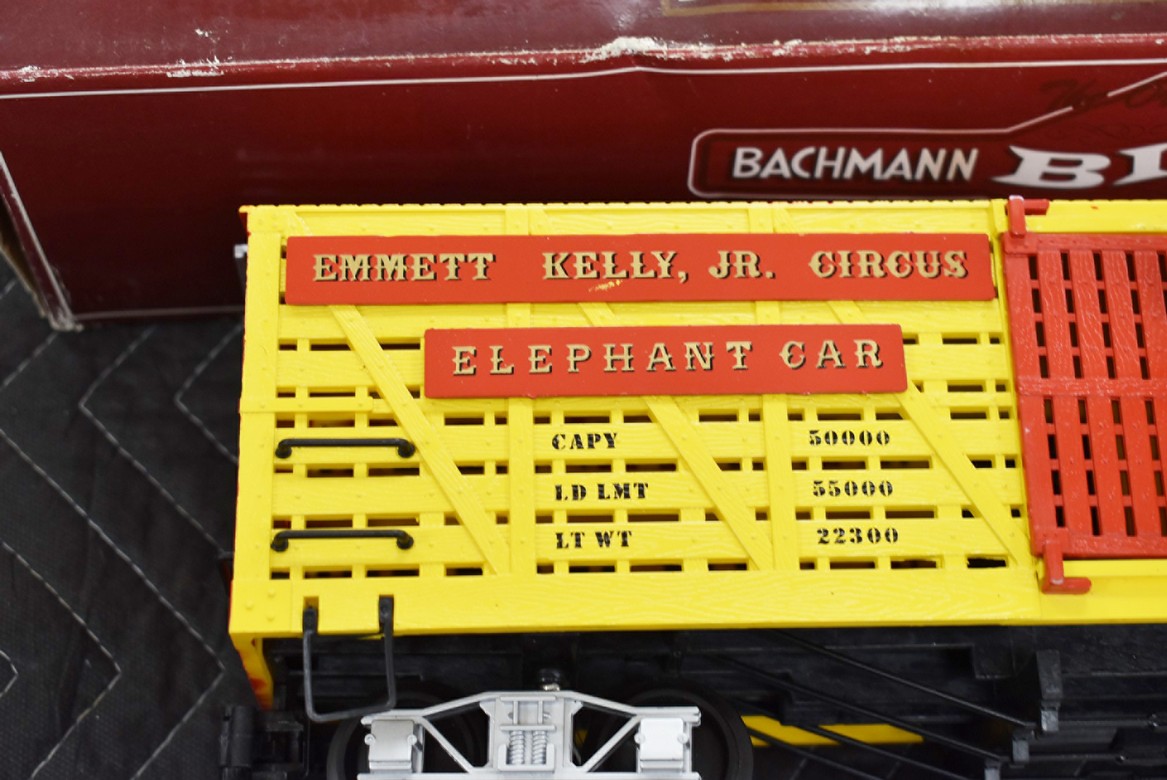 BACHMANN
EMMETT KELLY, JR. CIRCUS
ELEPHANT CAR
CAPY 50000
LD LMT 55000
LT WT 22300